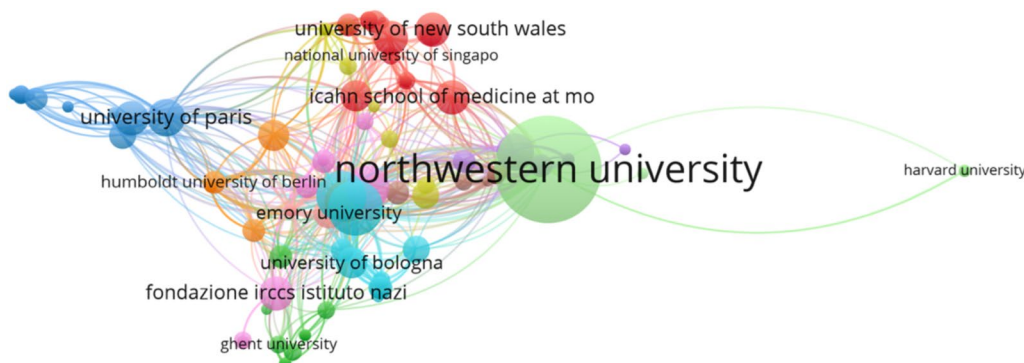 university of new south wales
national university of singapo
icahn school of medicine at mo
university of paris
northwestern university
harvard university
humboldt university of berlin
emory university
university of bologna
fondazione irccs istituto nazi
ghent university